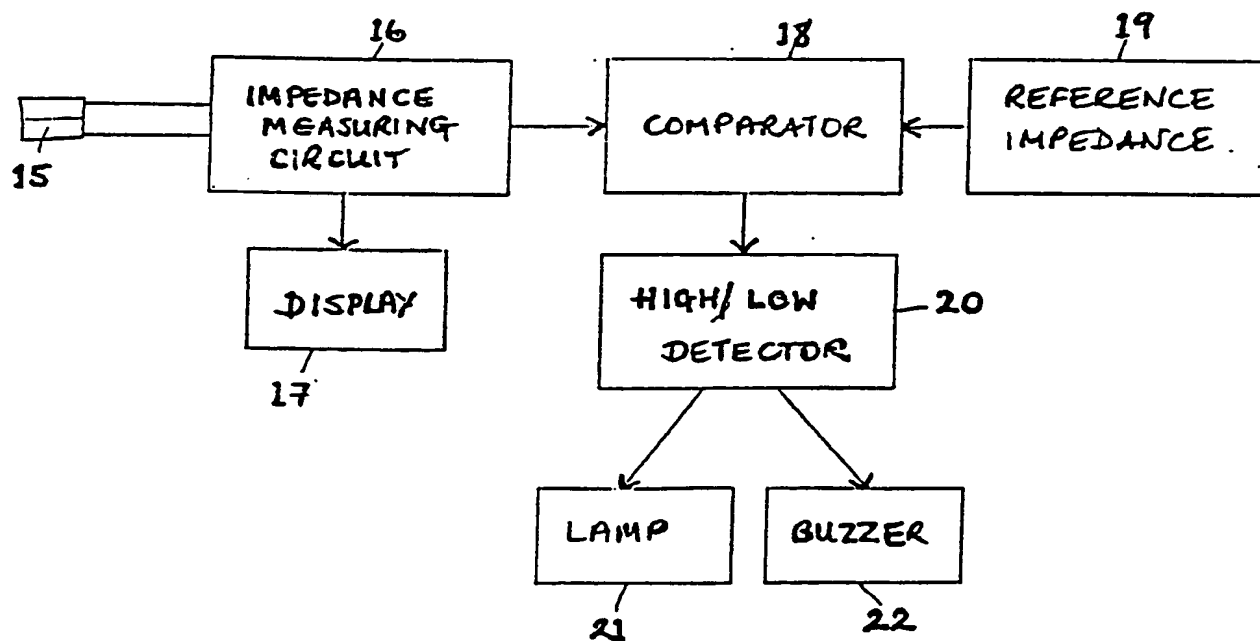 16
18
19
IMPEDANCE
MEASURING
CIRCUIT
COMPARATOR
REFERENCE
IMPEDANCE
15
DISPLAY
HIGH/LOW
DETECTOR
20
17
LAMP
BUZZER
21
22